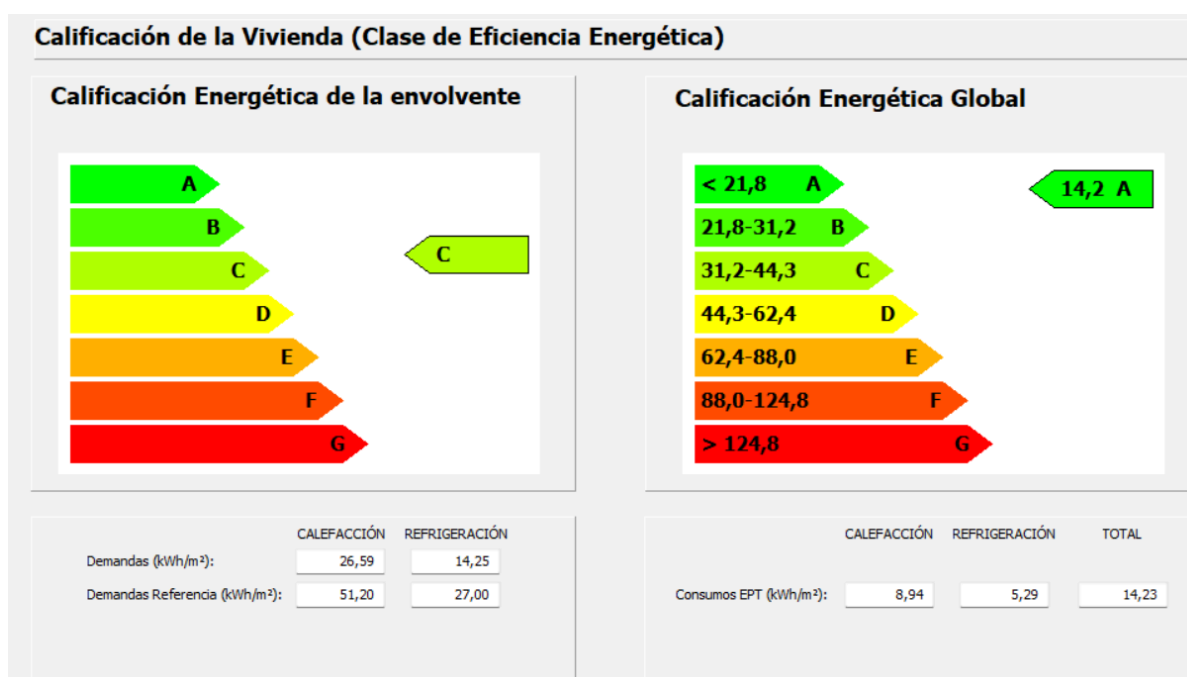 Calificación de la Vivienda (Clase de Eficiencia Energética)
Calificación Energética de la envolvente
A
B
C
D
E
F
G
C
CALEFACCIÓN REFRIGERACIÓN
Demandas (kWh/m²): 26,59 14,25
Demandas Referencia (kWh/m²): 51,20 27,00
Calificación Energética Global
< 21,8 A
21,8-31,2 B
31,2-44,3 C
44,3-62,4 D
62,4-88,0 E
88,0-124,8 F
> 124,8 G
14,2 A
CALEFACCIÓN REFRIGERACIÓN TOTAL
Consumos EPT (kWh/m²): 8,94 5,29 14,23